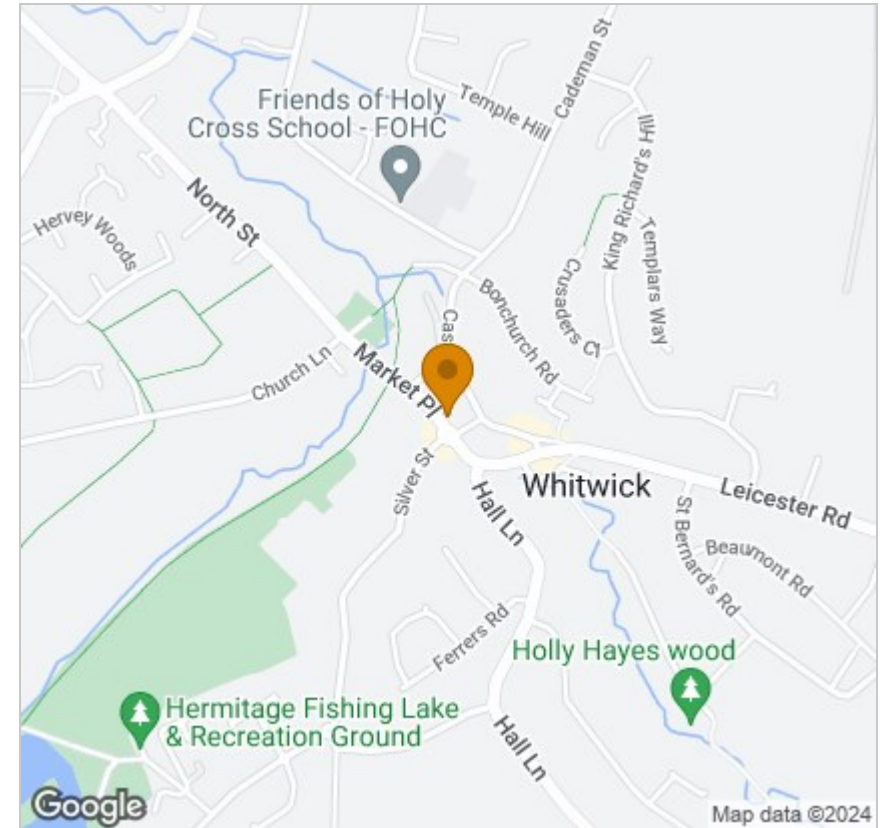 Cademan St
Temple Hill
Friends of Holy
Cross School - FOHC
King Richard's Hill
North St
Hervey Woods
Templars Way
Crusaders Ct
Bonchurch Rd
Cas
Church Ln
Market Pl
Silver St
Whitwick
Leicester Rd
Hall Ln
St Bernard's Rd
Beaumont Rd
Ferrers Rd
Holly Hayes wood
Hermitage Fishing Lake
& Recreation Ground
Hall Ln
Google
Map data ©2024